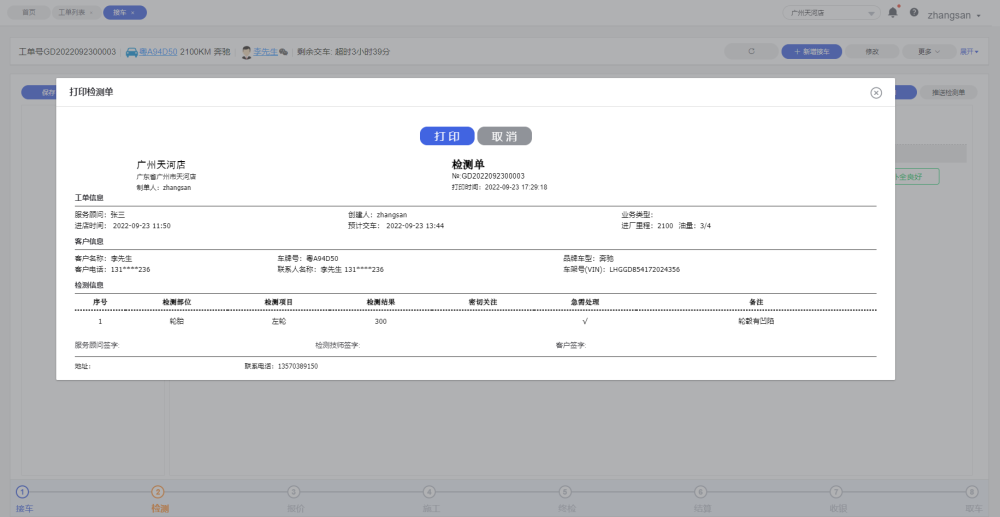 首页 工单列表 接车 广州天河店 zhangsan
工单号GD2022092300003 粤A94D50 2100KM 奔驰 李先生 剩余交车: 超时3小时39分 + 新增接车 修改 更多 展开
保存 推送检测单
打印检测单
打印 取消
广州天河店 检测单
广东省广州市天河店 №:GD2022092300003
制单人: zhangsan 打印时间: 2022-09-23 17:29:18
工单信息
服务顾问: 张三 创建人: zhangsan 业务类型:
进店时间: 2022-09-23 11:50 预计交车: 2022-09-23 13:44 进厂里程: 2100 油量: 3/4
客户信息
客户名称: 李先生 车牌号: 粤A94D50 品牌车型: 奔驰
客户电话: 131****236 联系人名称: 李先生 131****236 车架号(VIN): LHGGD854172024356
检测信息
序号 检测部位 检测项目 检测结果 密切关注 急需处理 备注
1 轮胎 左轮 300 √ 轮毂有凹陷
服务顾问签字: 检测技师签字: 客户签字:
地址: 联系电话: 13570389150
全良好
1 2 3 4 5 6 7 8
接车 检测 报价 施工 终检 结算 收银 取车